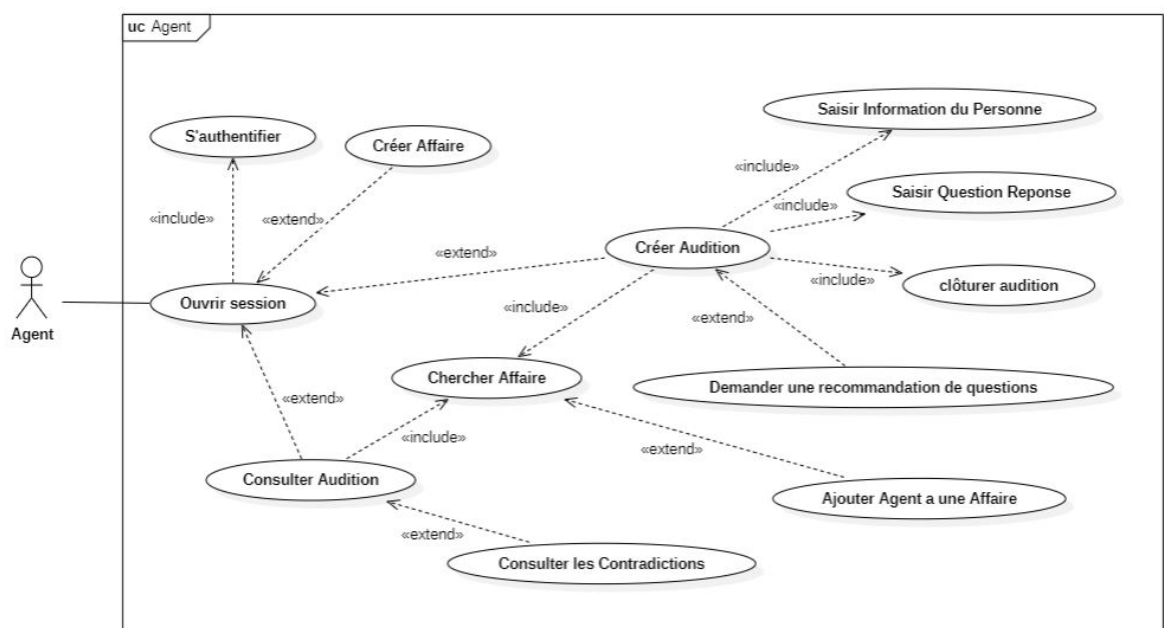 uc Agent
Saisir Information du Personne
S'authentifier
Créer Affaire
«include»
Saisir Question Reponse
«include»
«include»
«extend»
Créer Audition
«extend»
«include»
clôturer audition
Ouvrir session
«include»
«extend»
Agent
Chercher Affaire
Demander une recommandation de questions
«extend»
«include»
«extend»
Consulter Audition
Ajouter Agent a une Affaire
«extend»
Consulter les Contradictions